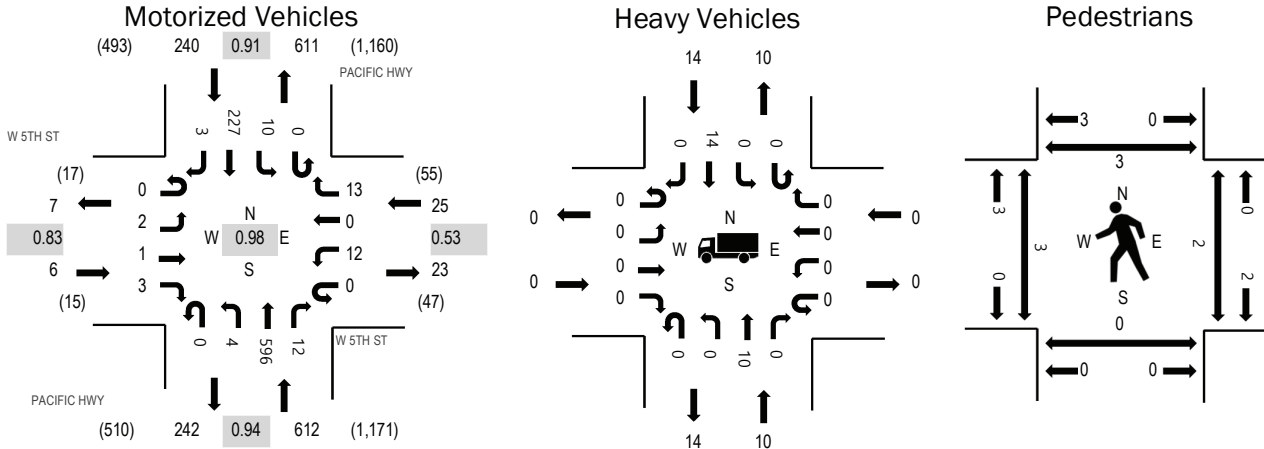 Motorized Vehicles
(493) 240 0.91 611 (1,160)
PACIFIC HWY
3 227 10 0
W 5TH ST
(17) 0 13 (55)
7 2 N 0 25
0.83 W 0.98 E 0.53
6 1 S 12 23
(15) 3 0 (47)
0 4 596 12
W 5TH ST
PACIFIC HWY
(510) 242 0.94 612 (1,171)
Heavy Vehicles
14 10
0 14 0 0
0 0
0 0 N 0 0
W E
0 0 S 0 0
0 0
0 0 10 0
14 10
Pedestrians
3 0
3
3 N 0
3 W E 2
0 S 2
0
0 0